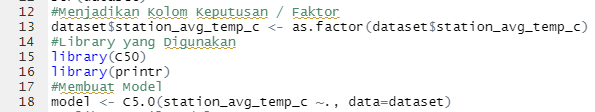 12 #Menjadikan Kolom Keputusan / Faktor
13 dataset$station_avg_temp_c <- as.factor(dataset$station_avg_temp_c)
14 #Library yang Digunakan
15 library(C50)
16 library(printr)
17 #Membuat Model
18 model <- C5.0(station_avg_temp_c ~., data=dataset)